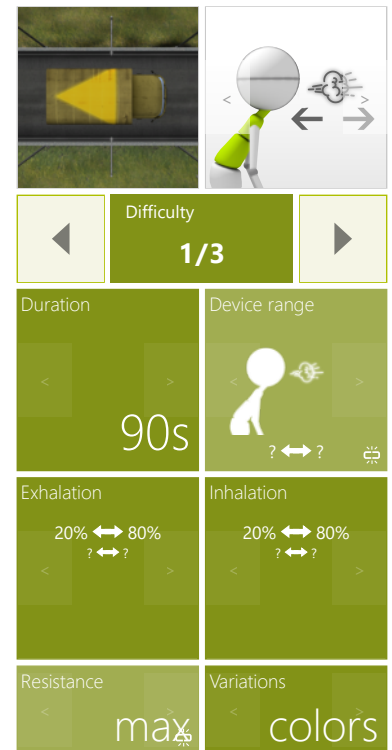 Difficulty
1/3
Duration
90s
Device range
? ?
Exhalation
20% 80%
? ?
Inhalation
20% 80%
? ?
Resistance
max
Variations
colors